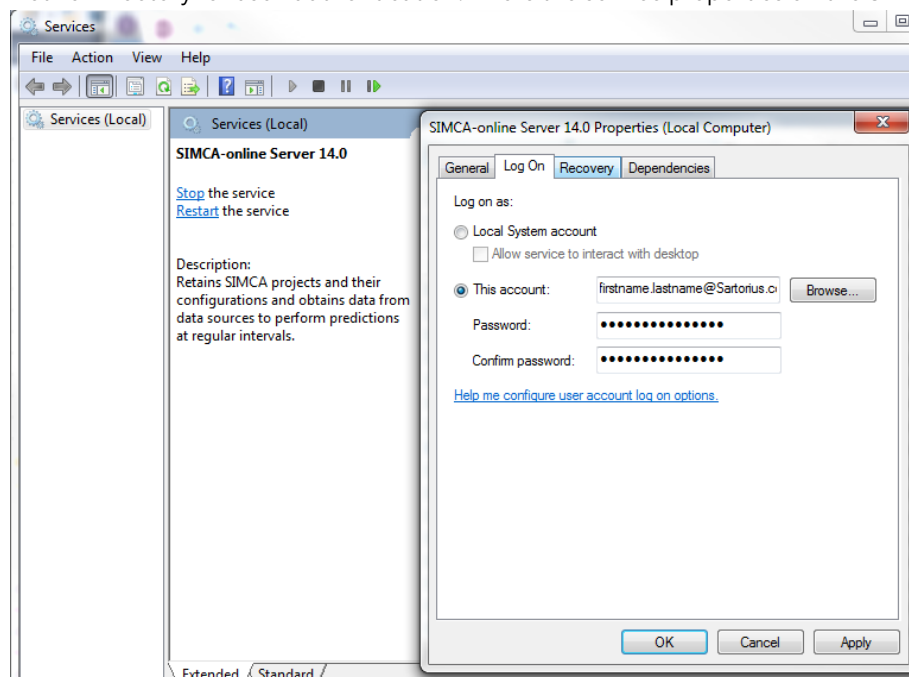 Services
File Action View Help
Services (Local)
Services (Local)
SIMCA-online Server 14.0
Stop the service
Restart the service
Description:
Retains SIMCA projects and their
configurations and obtains data from
data sources to perform predictions
at regular intervals.
Extended Standard
SIMCA-online Server 14.0 Properties (Local Computer)
General Log On Recovery Dependencies
Log on as:
Local System account
Allow service to interact with desktop
This account: firstname.lastname@Sartorius.c Browse...
Password: •••••••••••••••
Confirm password: •••••••••••••••
Help me configure user account log on options.
OK Cancel Apply